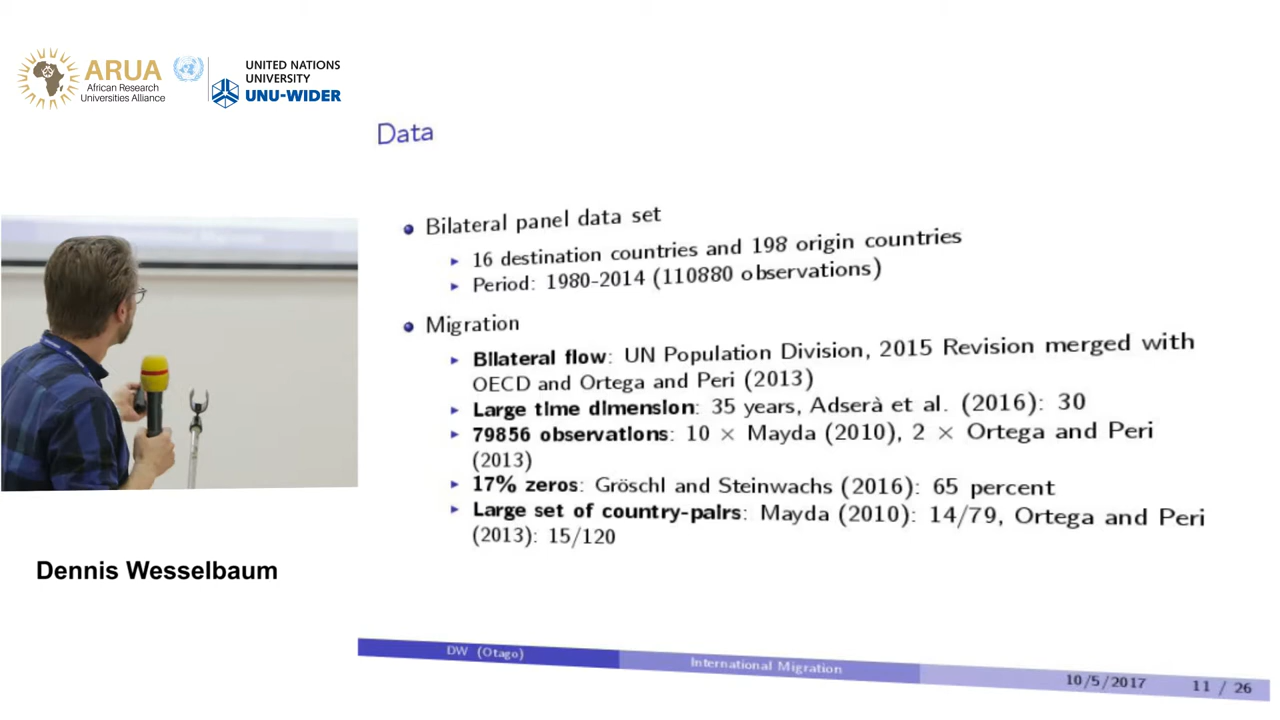 ARUA
African Research
Universities Alliance
UNITED NATIONS
UNIVERSITY
UNU-WIDER
Data
Bilateral panel data set
16 destination countries and 198 origin countries
Period: 1980-2014 (110880 observations)
Migration
Bilateral flow: UN Population Division, 2015 Revision merged with
OECD and Ortega and Peri (2013)
Large time dimension: 35 years, Adserà et al. (2016): 30
79856 observations: 10 × Mayda (2010), 2 × Ortega and Peri
(2013)
17% zeros: Gröschl and Steinwachs (2016): 65 percent
Large set of country-pairs: Mayda (2010): 14/79, Ortega and Peri
(2013): 15/120
Dennis Wesselbaum
DW (Otago)
International Migration
10/5/2017 11 / 26